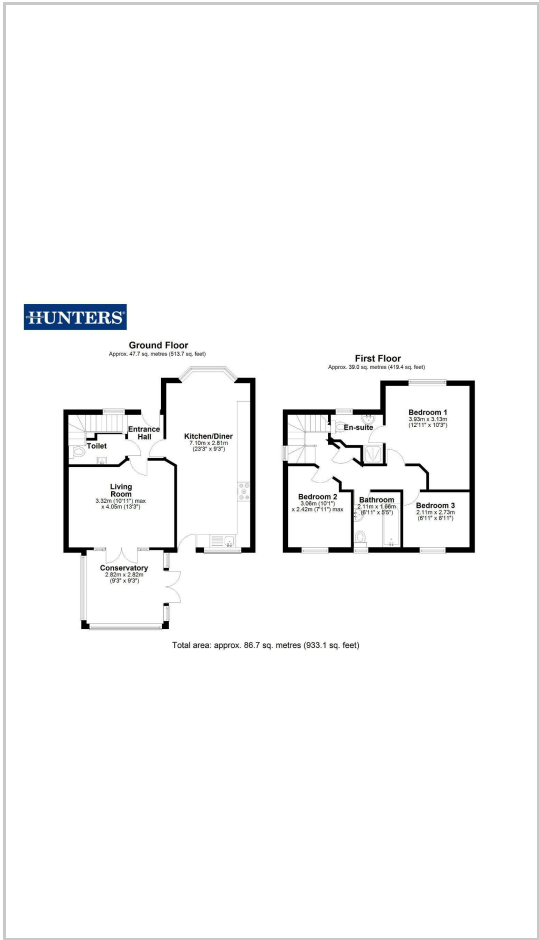 HUNTERS
Ground Floor
Approx. 47.7 sq. metres (513.7 sq. feet)
Entrance
Hall
Toilet
Kitchen/Diner
7.10m x 2.81m
(23'3" x 9'3")
Living
Room
3.32m (10'11") max
x 4.05m (13'3")
Conservatory
2.82m x 2.82m
(9'3" x 9'3")
First Floor
Approx. 39.0 sq. metres (419.4 sq. feet)
En-suite
Bedroom 1
3.93m x 3.13m
(12'11" x 10'3")
Bedroom 2
3.08m (10'1")
x 2.42m (7'11") max
Bathroom
2.11m x 1.66m
(6'11" x 5'5")
Bedroom 3
2.11m x 2.73m
(6'11" x 8'11")
Total area: approx. 86.7 sq. metres (933.1 sq. feet)